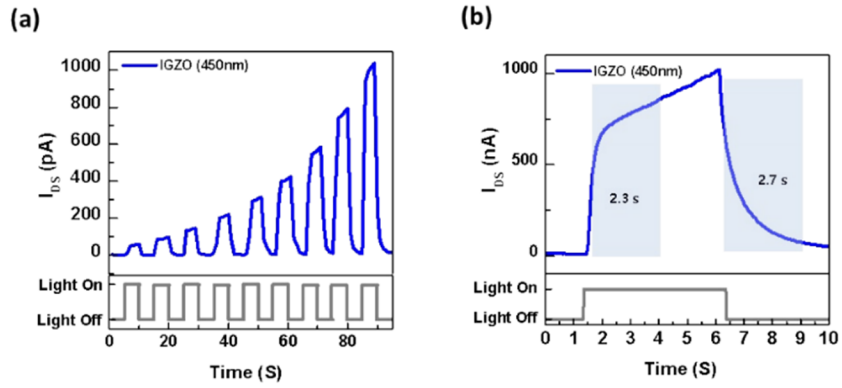 (a)
IGZO (450nm)
1000
800
600
400
200
0
I_DS (pA)
Light On
Light Off
0 20 40 60 80
Time (S)
(b)
IGZO (450nm)
1000
500
0
I_DS (nA)
2.3 s
2.7 s
Light On
Light Off
0 1 2 3 4 5 6 7 8 9 10
Time (S)